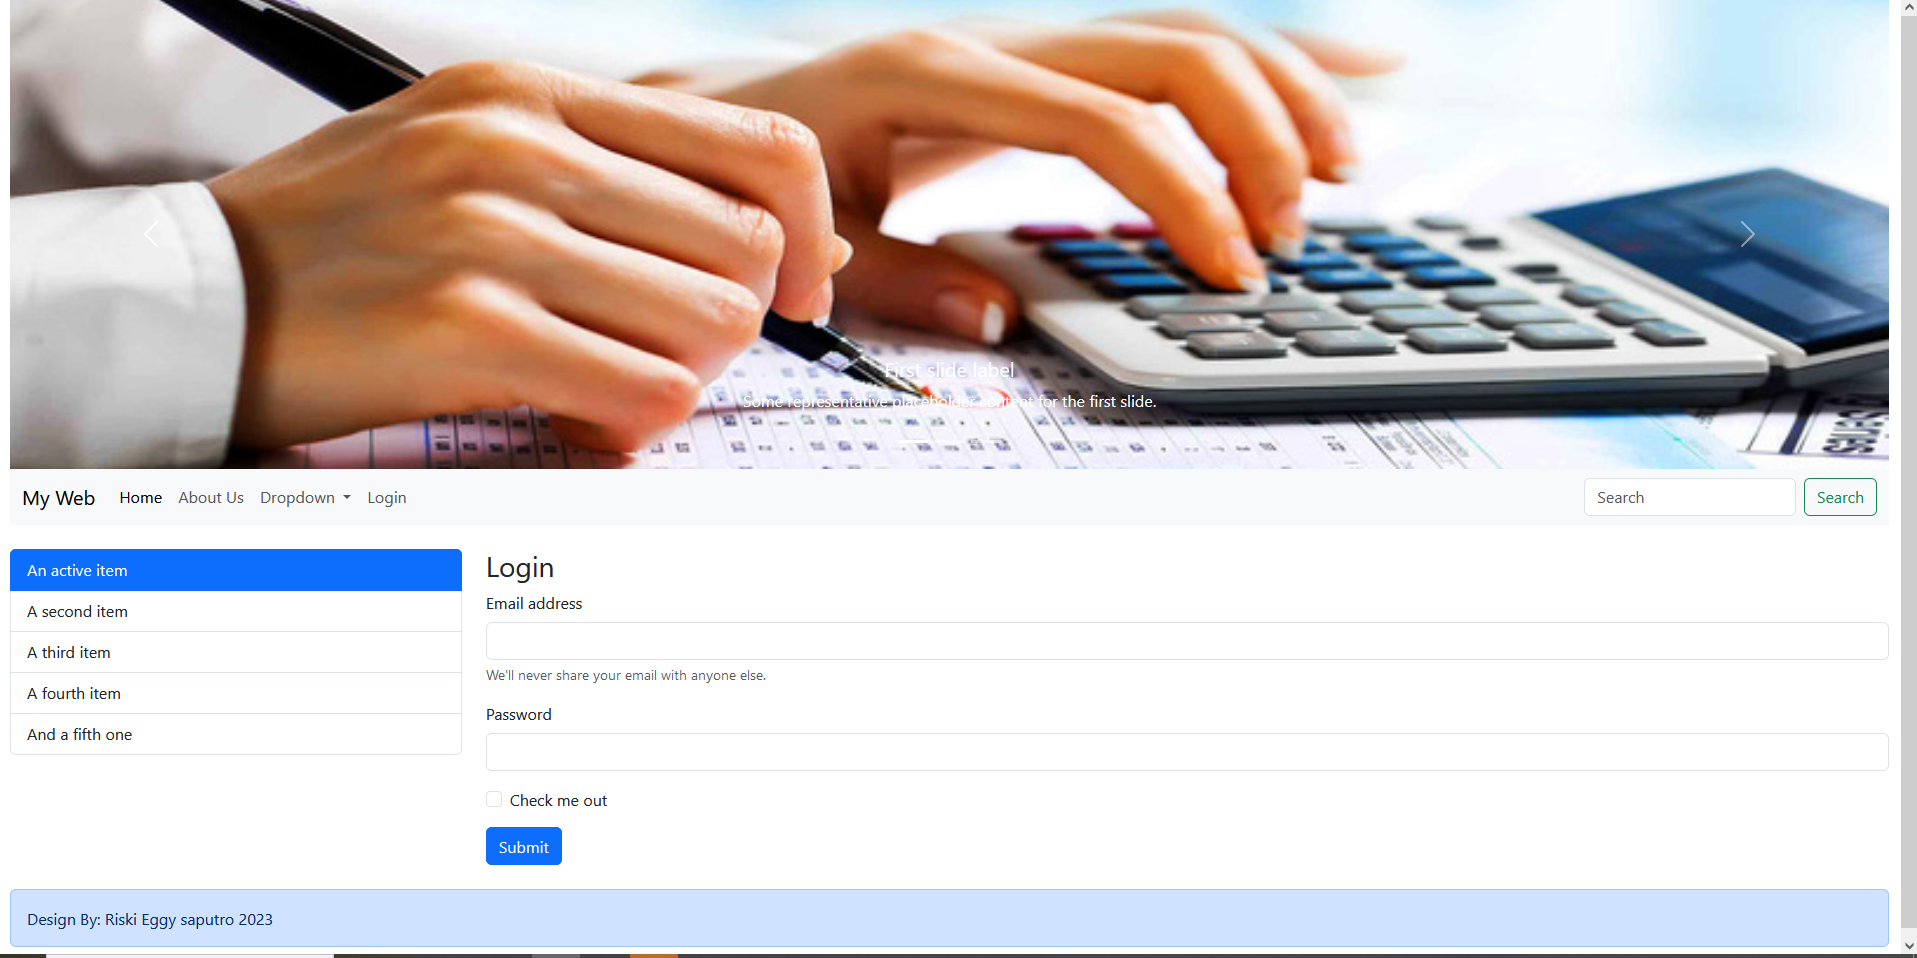 First slide label
Some representative placeholder content for the first slide.
My Web Home About Us Dropdown Login Search Search
An active item
A second item
A third item
A fourth item
And a fifth one
Login
Email address
We'll never share your email with anyone else.
Password
Check me out
Submit
Design By: Riski Eggy saputro 2023